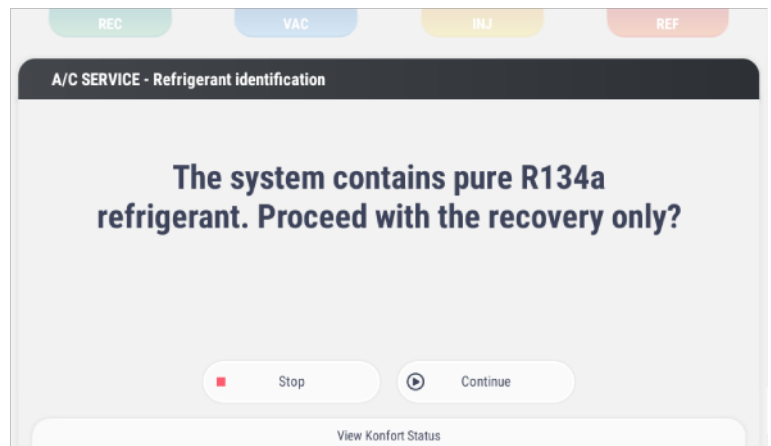 REC
VAC
INJ
REF
A/C SERVICE - Refrigerant identification
The system contains pure R134a
refrigerant. Proceed with the recovery only?
Stop
Continue
View Konfort Status